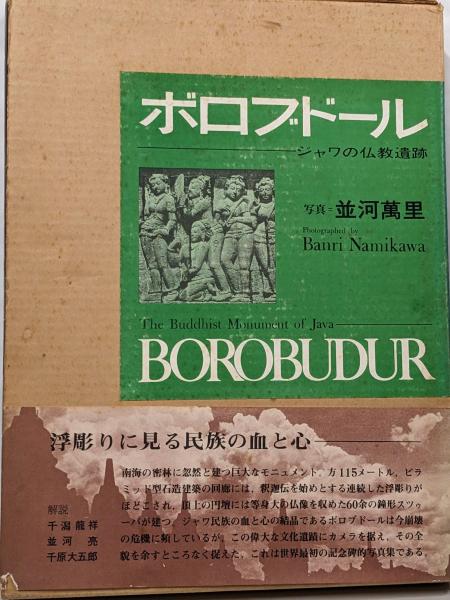 ボロブドール
ジャワの仏教遺跡
写真=並河萬里
Photographed by
Banri Namikawa
The Buddhist Monument of Java
BOROBUDUR
浮彫りに見る民族の血と心
解説
千潟龍祥
並河 亮
千原大五郎
南海の密林に忽然と建つ巨大なモニュメント。方115メートル，ピラ
ミッド型石造建築の回廊には，釈迦伝を始めとする連続した浮彫りが
ほどこされ，頂上の円壇には等身大の仏像を収めた60余の鐘形ストゥ
ーパが建つ。ジャワ民族の血と心の結晶であるボロブドールは今崩壊
の危機に頻しているが，この偉大な文化遺跡にカメラを据え，その全
貌を余すところなく捉えた，これは世界最初の記念碑的写真集である